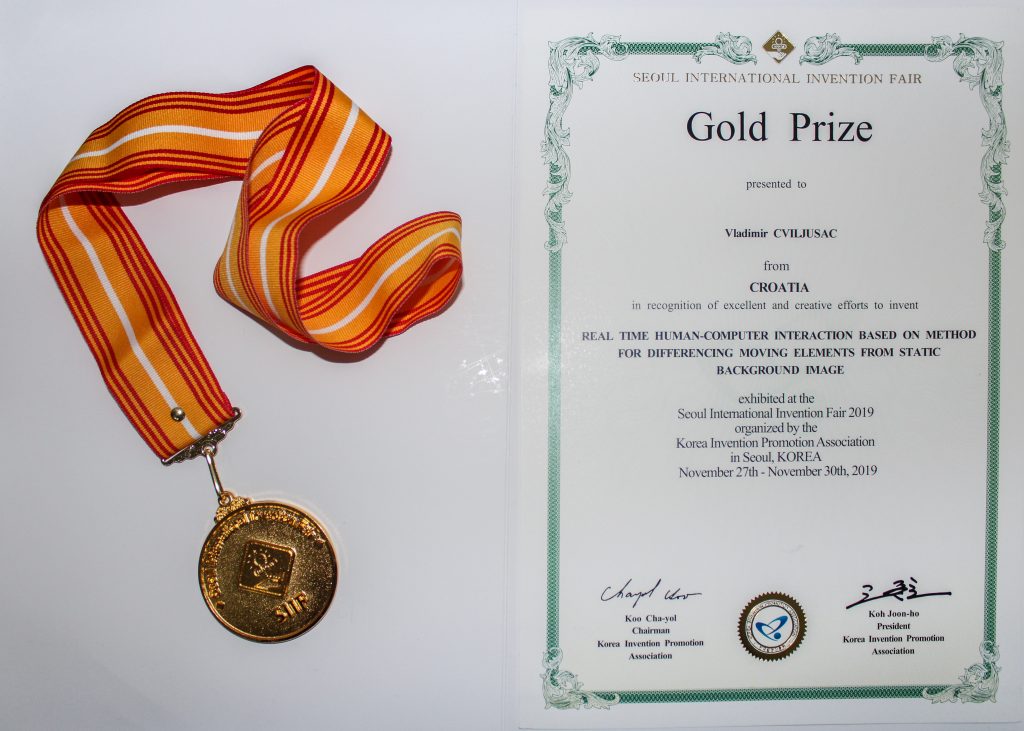 SEOUL INTERNATIONAL INVENTION FAIR
Gold Prize
presented to
Vladimir CVILJUSAC
from
CROATIA
in recognition of excellent and creative efforts to invent
REAL TIME HUMAN-COMPUTER INTERACTION BASED ON METHOD
FOR DIFFERENCING MOVING ELEMENTS FROM STATIC
BACKGROUND IMAGE
exhibited at the
Seoul International Invention Fair 2019
organized by the
Korea Invention Promotion Association
in Seoul, KOREA
November 27th - November 30th, 2019
Koo Cha-yol
Chairman
Korea Invention Promotion
Association
Koh Joon-ho
President
Korea Invention Promotion
Association
SIIF